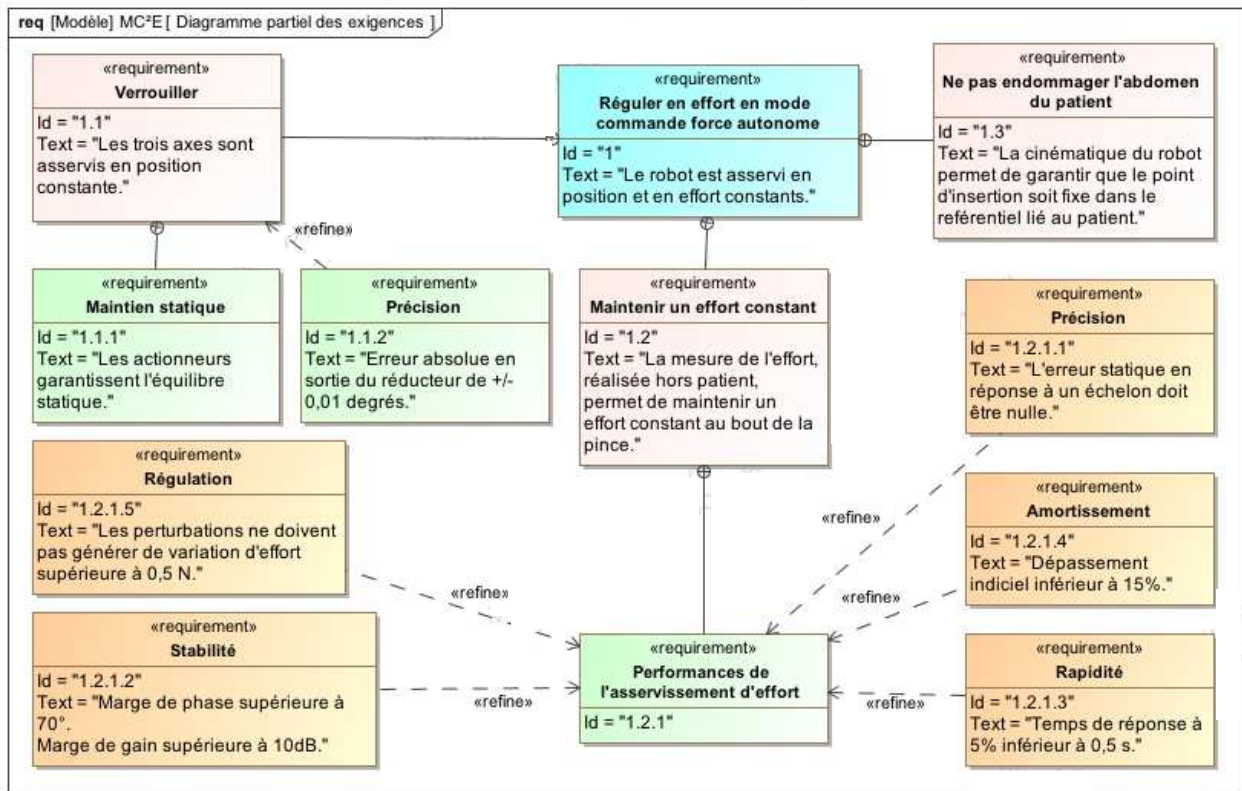 req [Modèle] MC²E [ Diagramme partiel des exigences ]
«requirement»
Verrouiller
Id = "1.1"
Text = "Les trois axes sont
asservis en position
constante."
«requirement»
Réguler en effort en mode
commande force autonome
Id = "1"
Text = "Le robot est asservi en
position et en effort constants."
«requirement»
Ne pas endommager l'abdomen
du patient
Id = "1.3"
Text = "La cinématique du robot
permet de garantir que le point
d'insertion soit fixe dans le
reférentiel lié au patient."
«refine»
«requirement»
Maintien statique
Id = "1.1.1"
Text = "Les actionneurs
garantissent l'équilibre
statique."
«requirement»
Précision
Id = "1.1.2"
Text = "Erreur absolue en
sortie du réducteur de +/-
0,01 degrés."
«requirement»
Maintenir un effort constant
Id = "1.2"
Text = "La mesure de l'effort,
réalisée hors patient,
permet de maintenir un
effort constant au bout de la
pince."
«requirement»
Précision
Id = "1.2.1.1"
Text = "L'erreur statique en
réponse à un échelon doit
être nulle."
«requirement»
Régulation
Id = "1.2.1.5"
Text = "Les perturbations ne doivent
pas générer de variation d'effort
supérieure à 0,5 N."
«refine»
«requirement»
Amortissement
Id = "1.2.1.4"
Text = "Dépassement
indiciel inférieur à 15%."
«refine»
«refine»
«requirement»
Stabilité
Id = "1.2.1.2"
Text = "Marge de phase supérieure à
70°.
Marge de gain supérieure à 10dB."
«refine»
«requirement»
Performances de
l'asservissement d'effort
Id = "1.2.1"
«refine»
«requirement»
Rapidité
Id = "1.2.1.3"
Text = "Temps de réponse à
5% inférieur à 0,5 s."